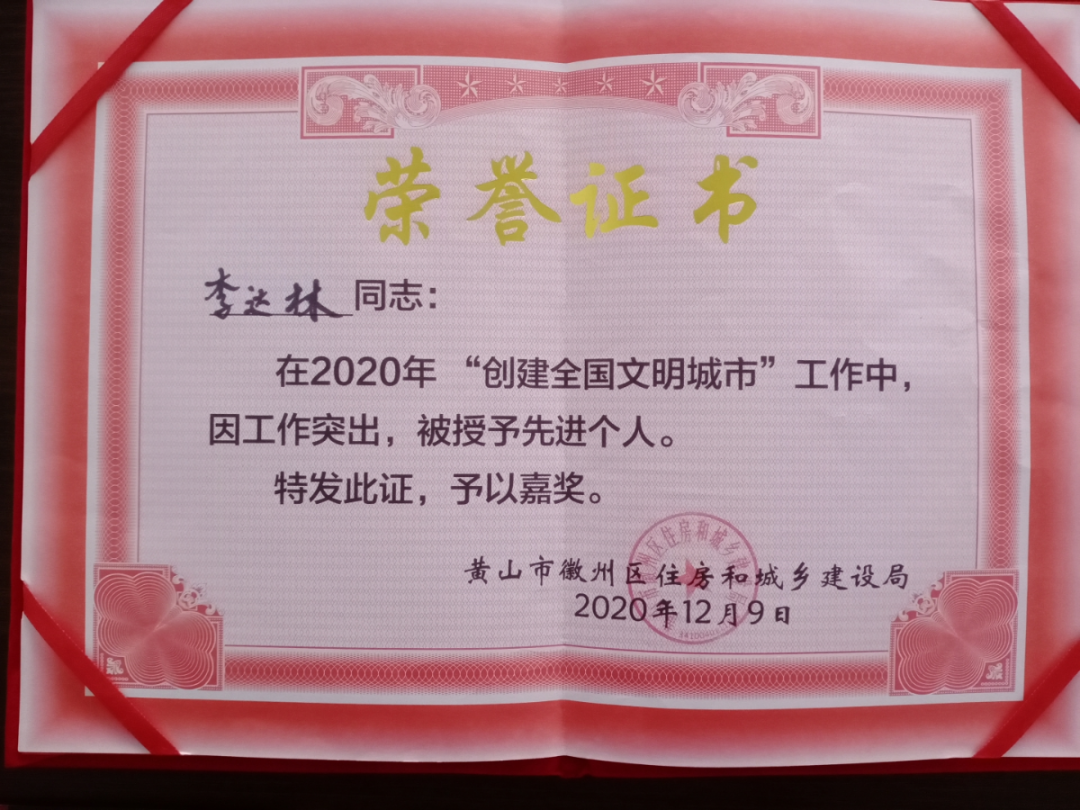 荣誉证书
李达林同志：
在2020年“创建全国文明城市”工作中，
因工作突出，被授予先进个人。
特发此证，予以嘉奖。
黄山市徽州区住房和城乡建设局
2020年12月9日